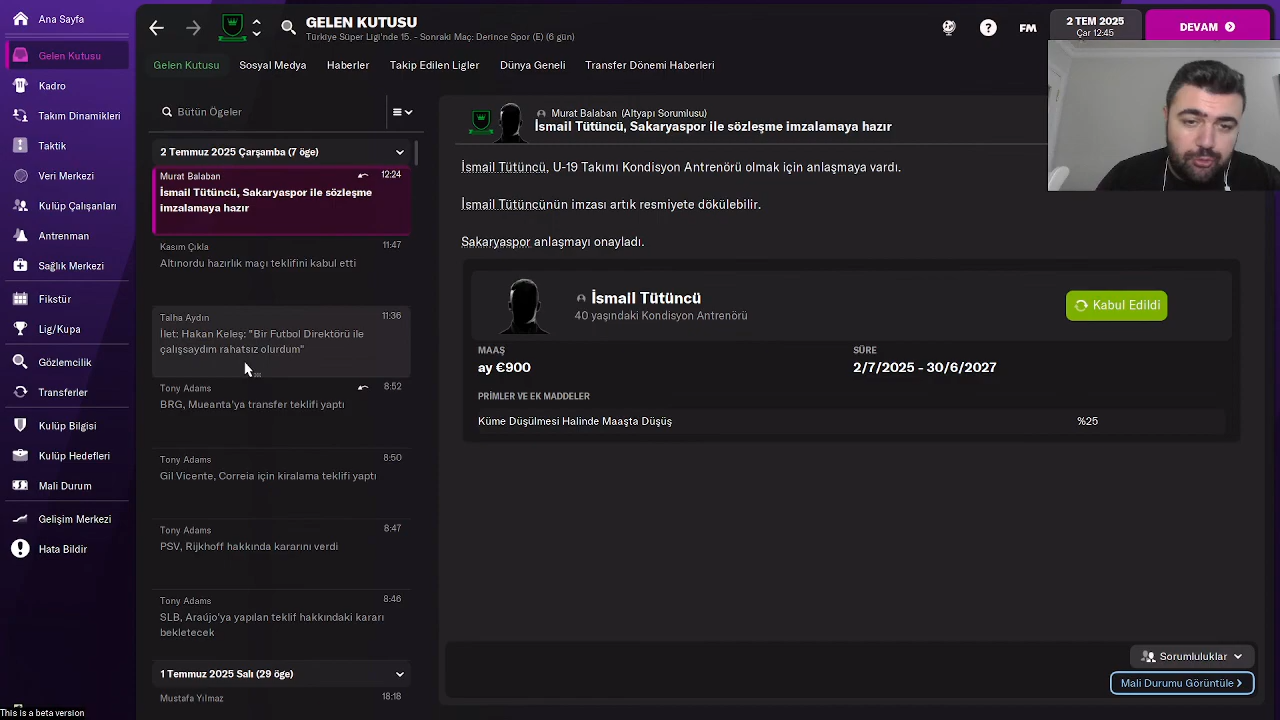 Ana Sayfa
Gelen Kutusu
Kadro
Takım Dinamikleri
Taktik
Veri Merkezi
Kulüp Çalışanları
Antrenman
Sağlık Merkezi
Fikstür
Lig/Kupa
Gözlemcilik
Transferler
Kulüp Bilgisi
Kulüp Hedefleri
Mali Durum
Gelişim Merkezi
Hata Bildir
This is a beta version
GELEN KUTUSU
Türkiye Süper Ligi'nde 15. - Sonraki Maç: Derince Spor (E) (6 gün)
FM
2 TEM 2025
Çar 12:45
DEVAM
Gelen Kutusu
Sosyal Medya
Haberler
Takip Edilen Ligler
Dünya Geneli
Transfer Dönemi Haberleri
Bütün Ögeler
2 Temmuz 2025 Çarşamba (7 öge)
Murat Balaban 12:24
İsmail Tütüncü, Sakaryaspor ile sözleşme
imzalamaya hazır
Kasım Çıkla 11:47
Altınordu hazırlık maçı teklifini kabul etti
Talha Aydın 11:36
İlet: Hakan Keleş: "Bir Futbol Direktörü ile
çalışsaydım rahatsız olurdum"
Tony Adams 8:52
BRG, Mueanta'ya transfer teklifi yaptı
Tony Adams 8:50
Gil Vicente, Correia için kiralama teklifi yaptı
Tony Adams 8:47
PSV, Rijkhoff hakkında kararını verdi
Tony Adams 8:46
SLB, Araújo'ya yapılan teklif hakkındaki kararı
bekletecek
1 Temmuz 2025 Salı (29 öge)
Mustafa Yılmaz 18:18
Murat Balaban (Altyapı Sorumlusu)
İsmail Tütüncü, Sakaryaspor ile sözleşme imzalamaya hazır
İsmail Tütüncü, U-19 Takımı Kondisyon Antrenörü olmak için anlaşmaya vardı.
İsmail Tütüncünün imzası artık resmiyete dökülebilir.
Sakaryaspor anlaşmayı onayladı.
İsmail Tütüncü
40 yaşındaki Kondisyon Antrenörü
Kabul Edildi
MAAŞ
ay €900
SÜRE
2/7/2025 - 30/6/2027
PRİMLER VE EK MADDELER
Küme Düşülmesi Halinde Maaşta Düşüş %25
Sorumluluklar
Mali Durumu Görüntüle